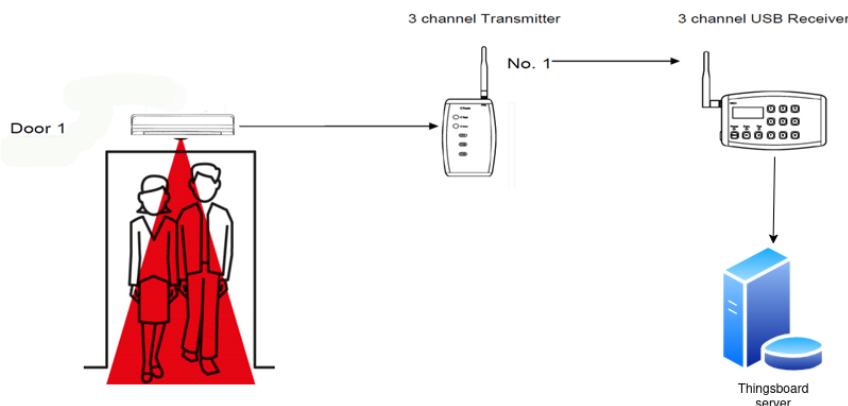 3 channel Transmitter
3 channel USB Receiver
No. 1
Door 1
Thingsboard
server